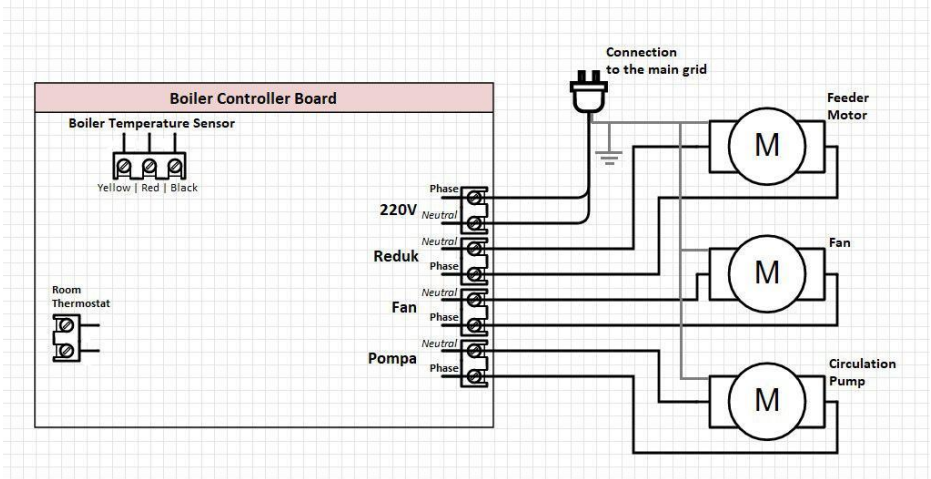 Connection
to the main grid
Boiler Controller Board
Boiler Temperature Sensor
Yellow | Red | Black
Feeder
Motor
M
Phase
220V
Neutral
Neutral
Reduk
Phase
Fan
M
Neutral
Fan
Phase
Room
Thermostat
Neutral
Pompa
Phase
Circulation
Pump
M